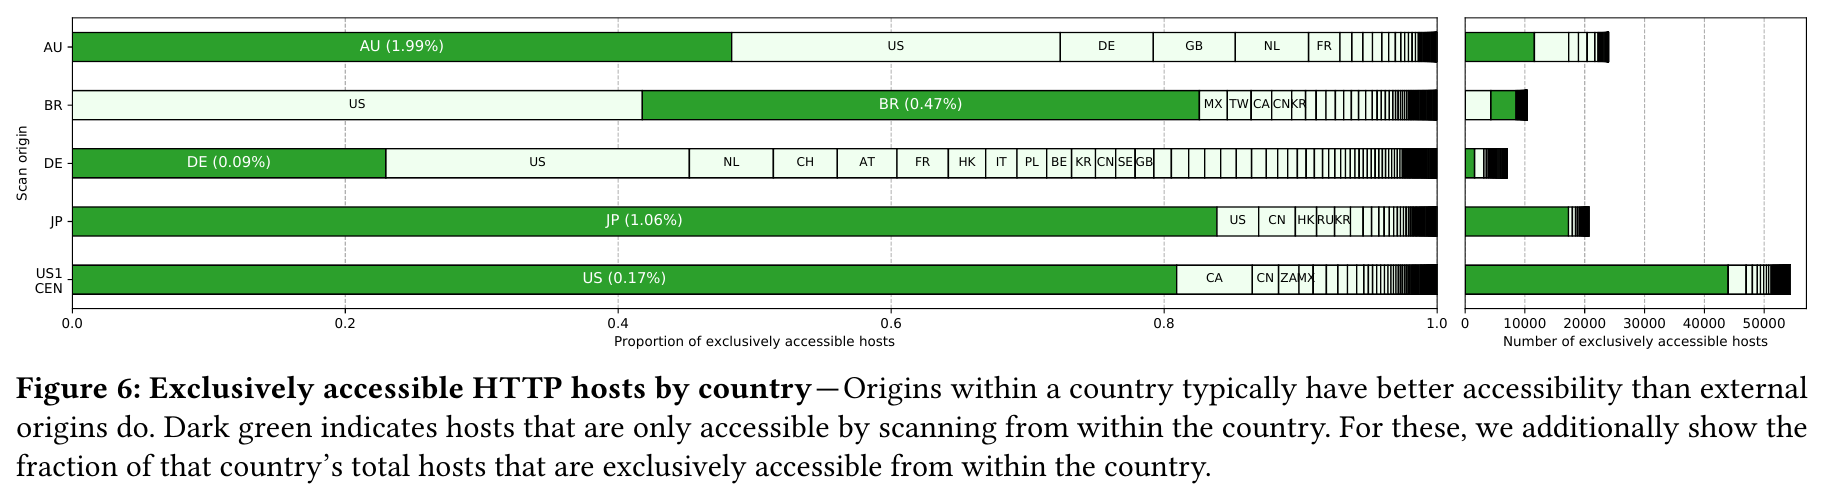 Scan origin
AU
AU (1.99%) US DE GB NL FR
BR
US BR (0.47%) MX TW CA CN KR
DE
DE (0.09%) US NL CH AT FR HK IT PL BE KR CN SE GB
JP
JP (1.06%) US CN HK RU KR
US1
CEN
US (0.17%) CA CN ZA MX
0.0 0.2 0.4 0.6 0.8 1.0
Proportion of exclusively accessible hosts
0 10000 20000 30000 40000 50000
Number of exclusively accessible hosts
Figure 6: Exclusively accessible HTTP hosts by country—Origins within a country typically have better accessibility than external
origins do. Dark green indicates hosts that are only accessible by scanning from within the country. For these, we additionally show the
fraction of that country’s total hosts that are exclusively accessible from within the country.